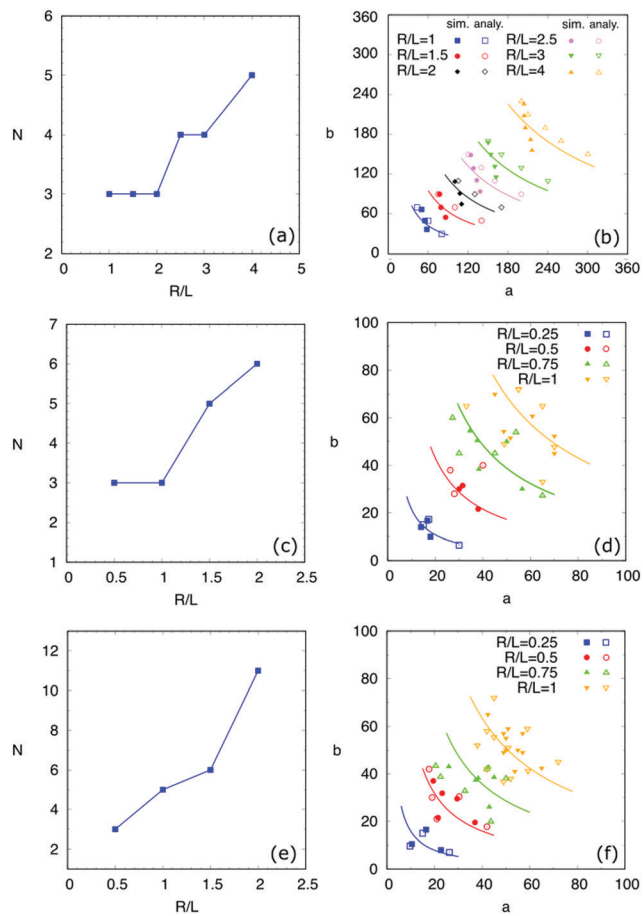 6
5
4
3
2
N
0 1 2 3 4 5
R/L
(a)
360
300
240
180
120
60
0
b
sim. analy. sim. analy.
R/L=1 R/L=2.5
R/L=1.5 R/L=3
R/L=2 R/L=4
0 60 120 180 240 300 360
a
(b)
7
6
5
4
3
2
1
N
0 0.5 1 1.5 2 2.5
R/L
(c)
100
80
60
40
20
0
b
R/L=0.25
R/L=0.5
R/L=0.75
R/L=1
0 20 40 60 80 100
a
(d)
12
10
8
6
4
2
N
0 0.5 1 1.5 2 2.5
R/L
(e)
100
80
60
40
20
0
b
R/L=0.25
R/L=0.5
R/L=0.75
R/L=1
0 20 40 60 80 100
a
(f)